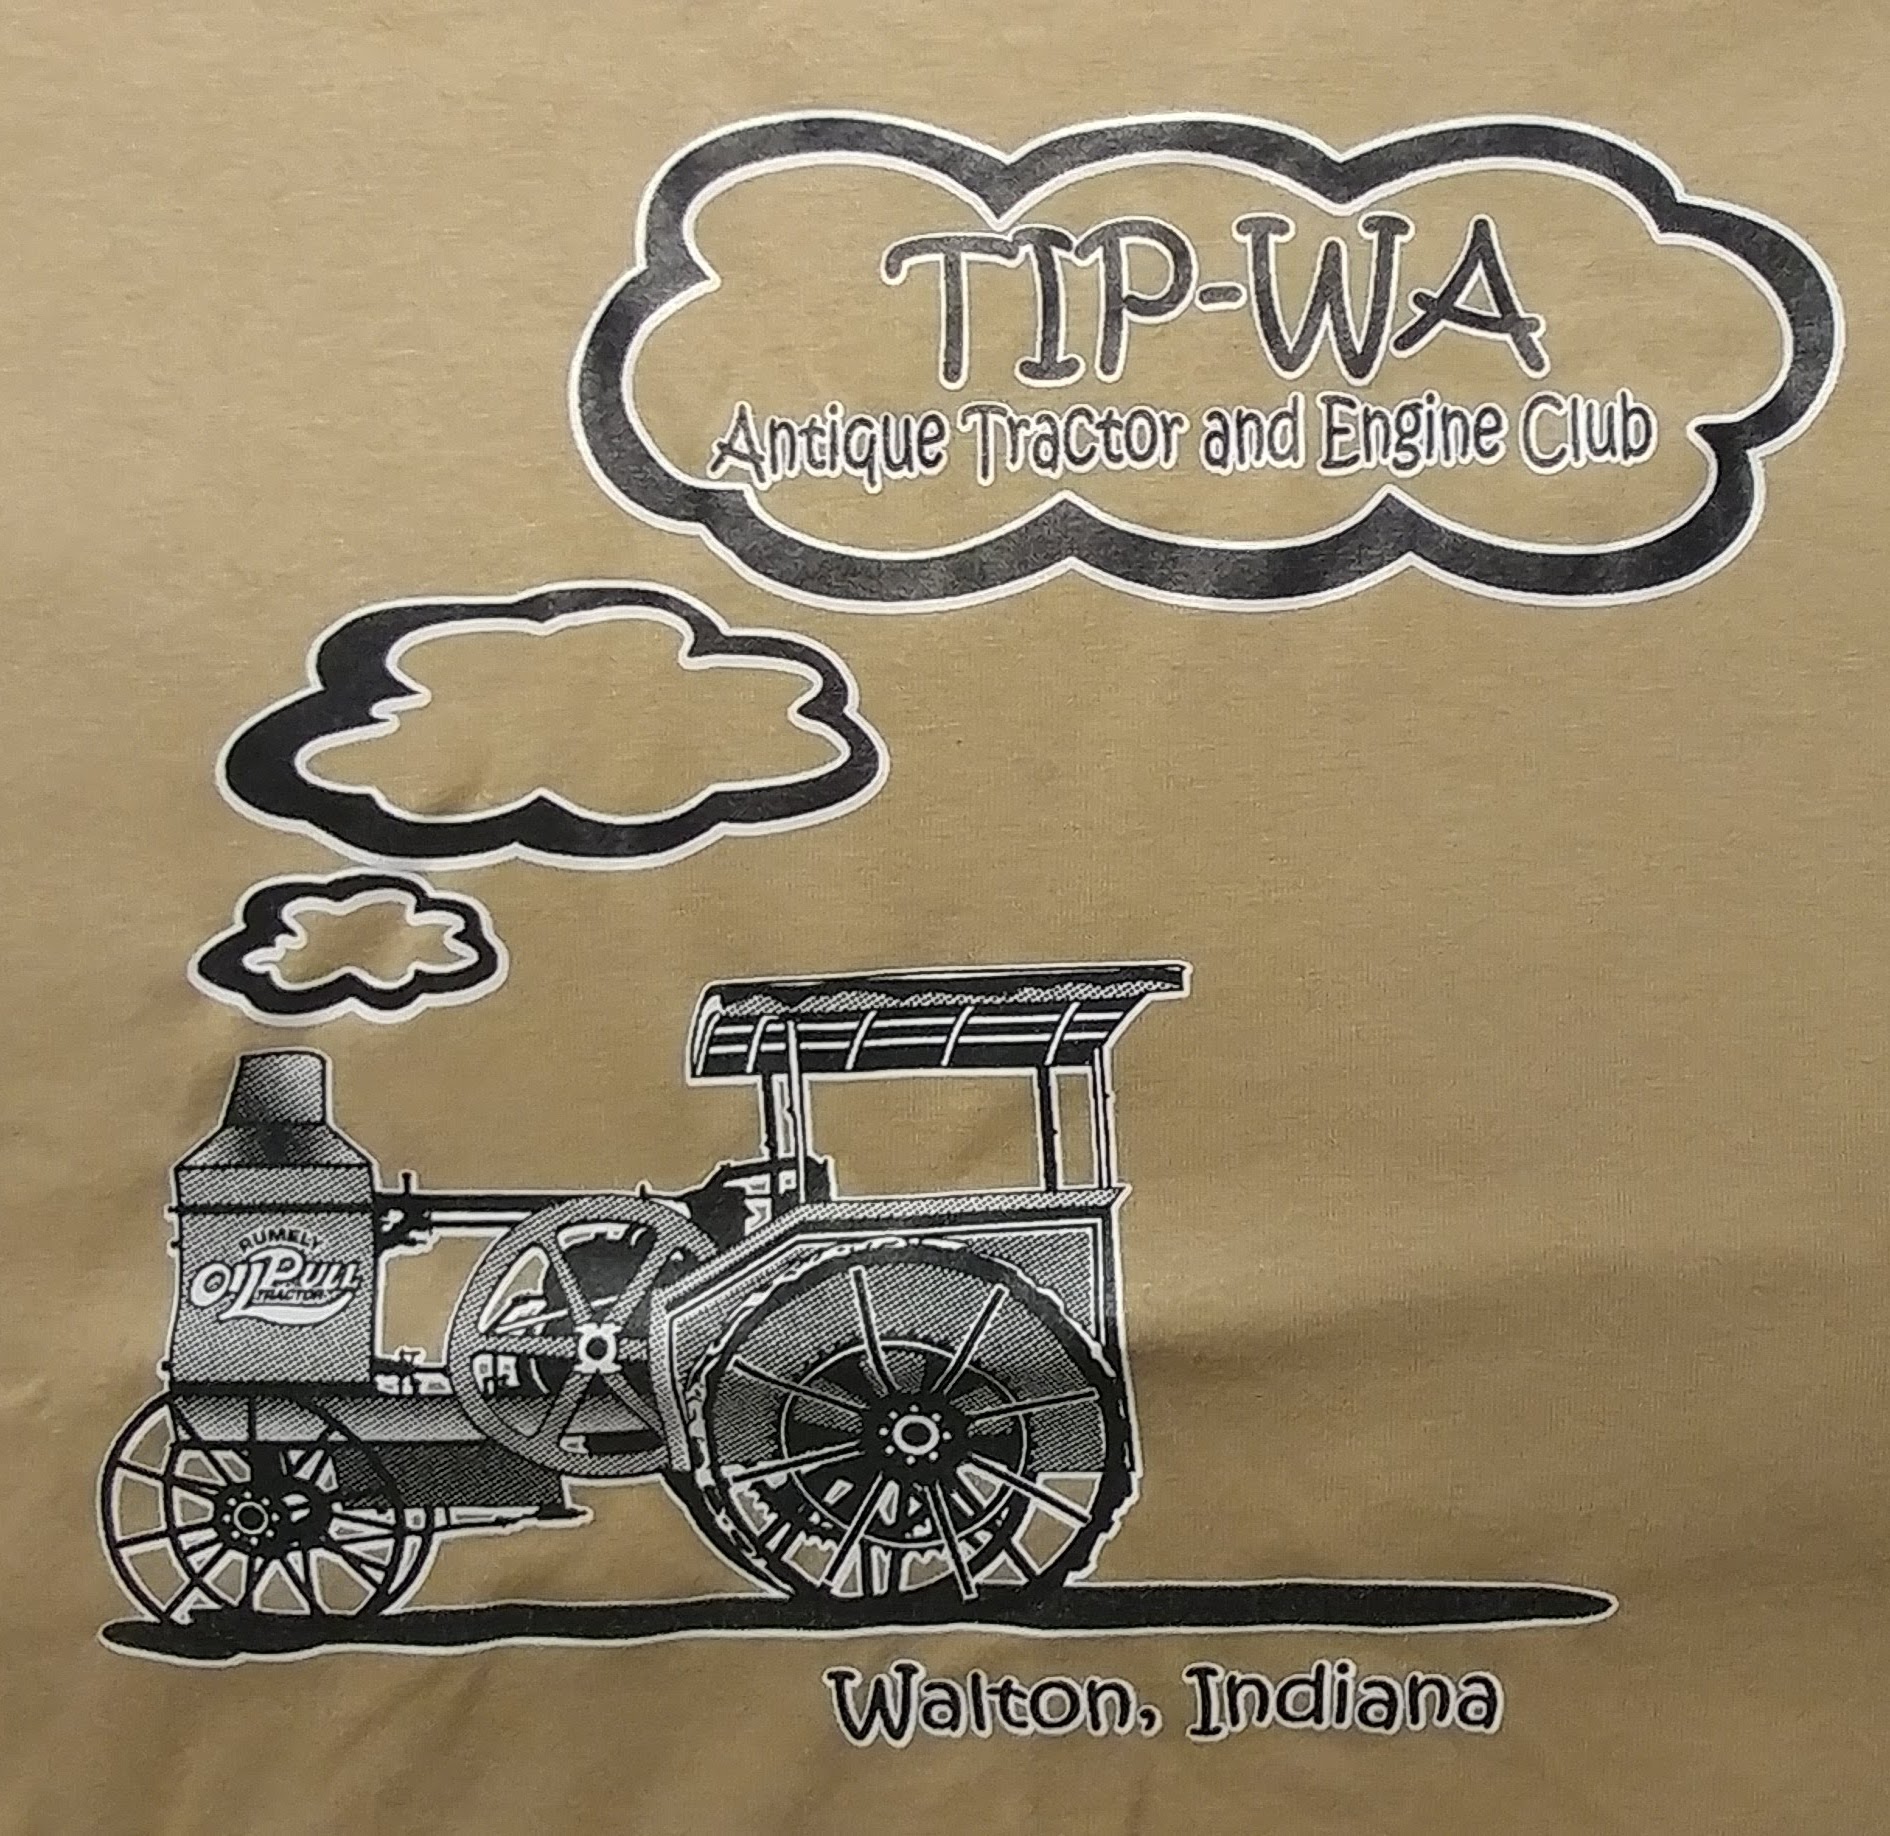 TIP-WA
Antique Tractor and Engine Club
RUMELY
OILPULL
TRACTOR
Walton, Indiana